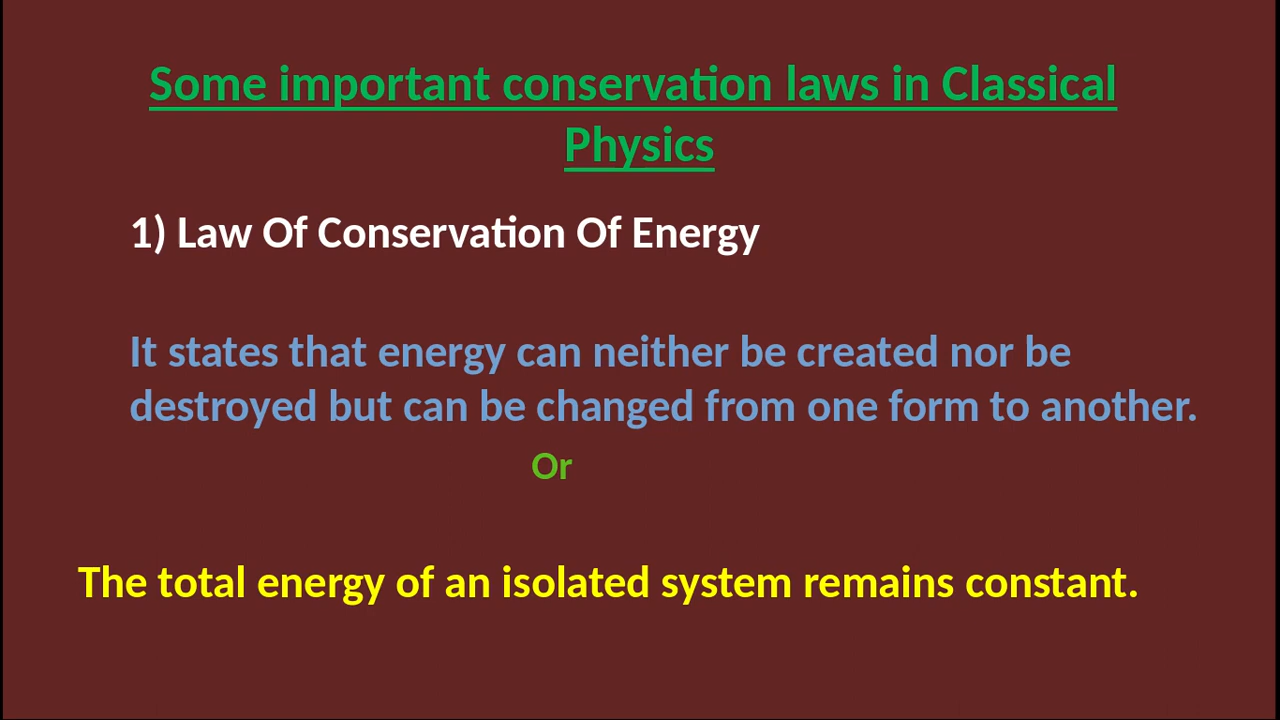 Some important conservation laws in Classical
Physics
1) Law Of Conservation Of Energy
It states that energy can neither be created nor be
destroyed but can be changed from one form to another.
Or
The total energy of an isolated system remains constant.